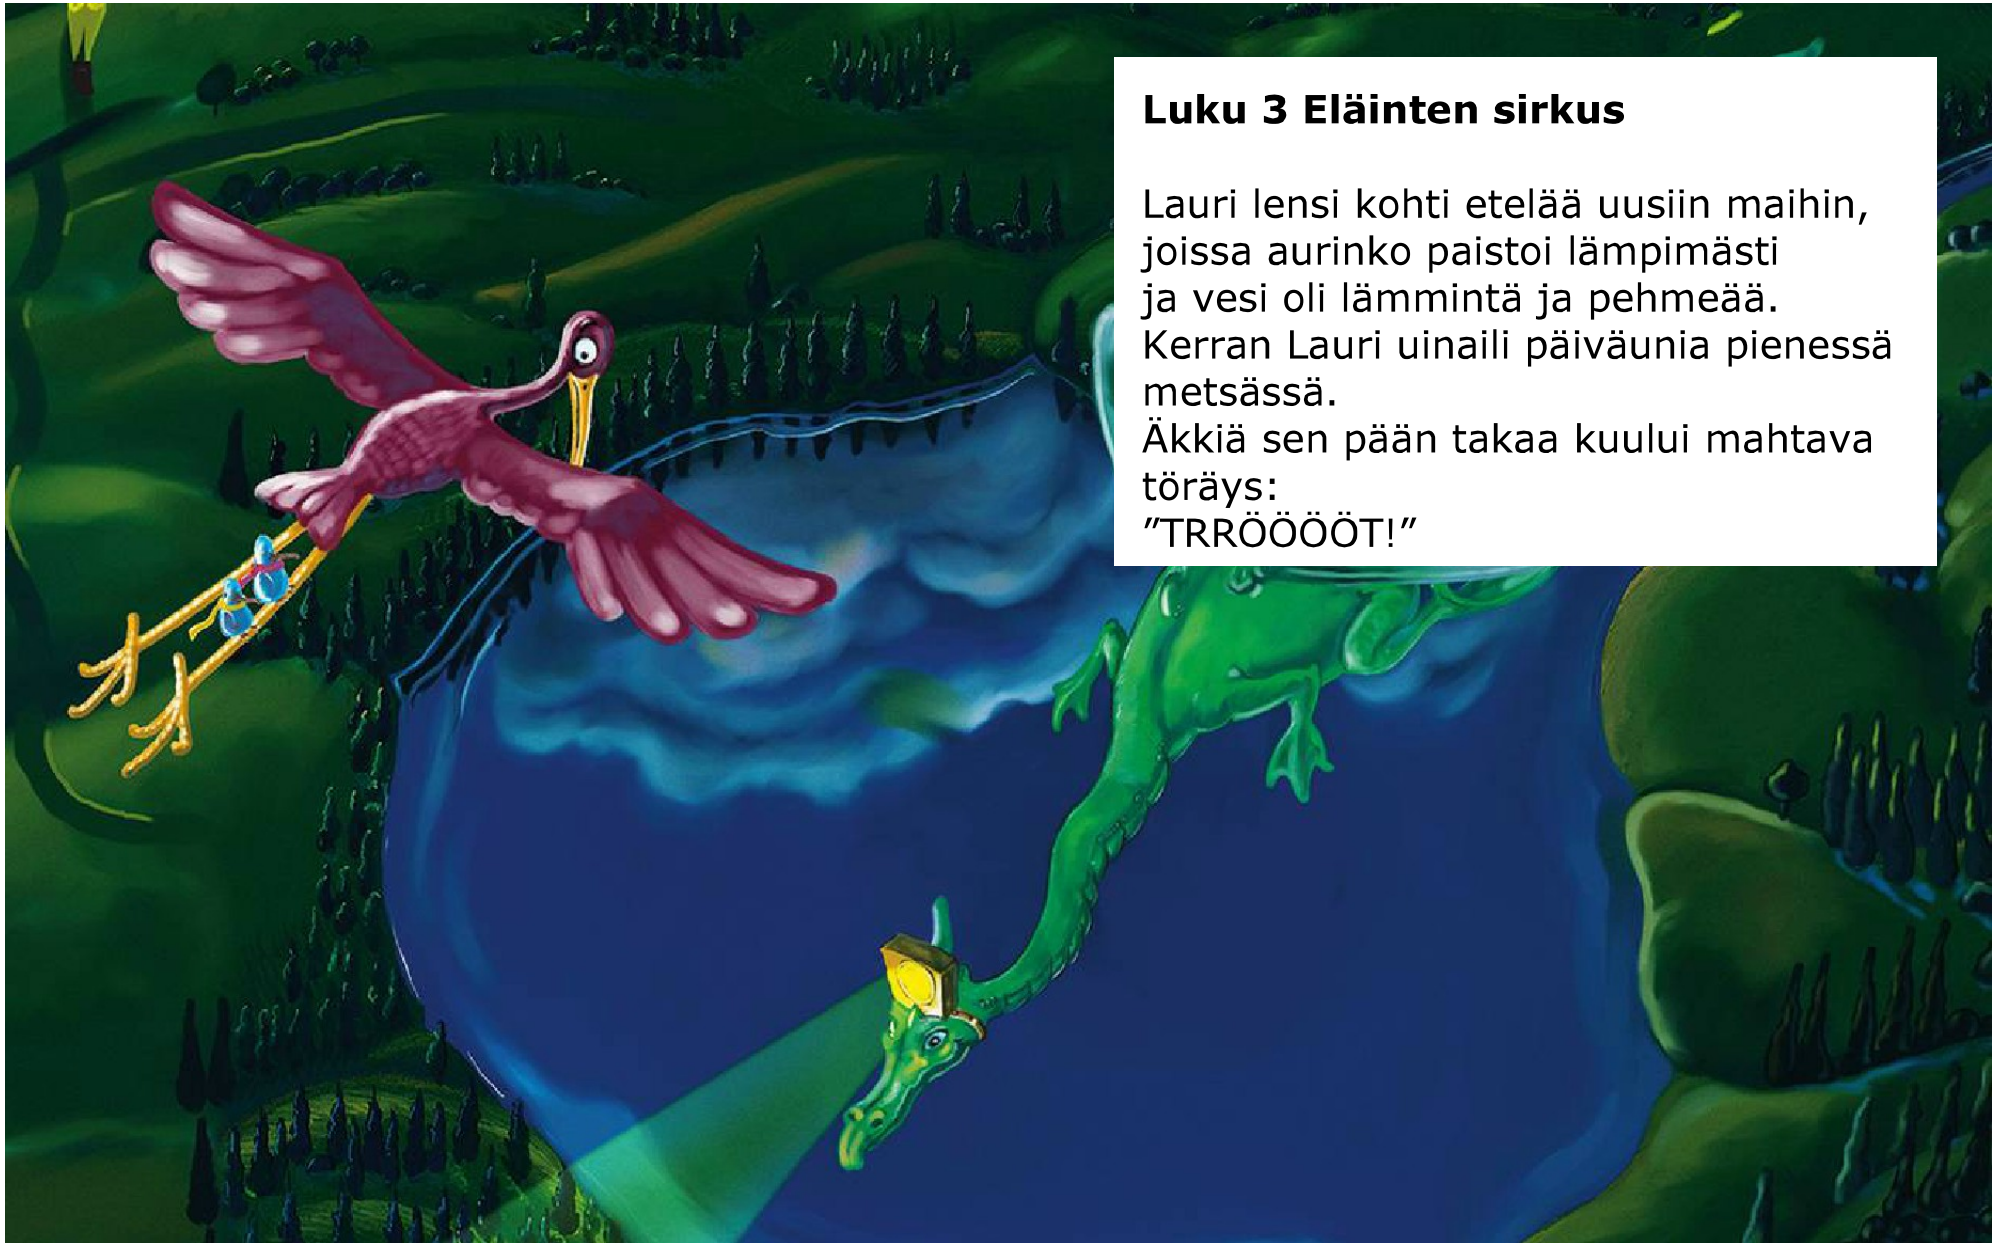 Luku 3 Eläinten sirkus
Lauri lensi kohti etelää uusiin maihin,
joissa aurinko paistoi lämpimästi
ja vesi oli lämmintä ja pehmeää.
Kerran Lauri uinaili päiväunia pienessä
metsässä.
Äkkiä sen pään takaa kuului mahtava
töräys:
”TRRÖÖÖÖT!”